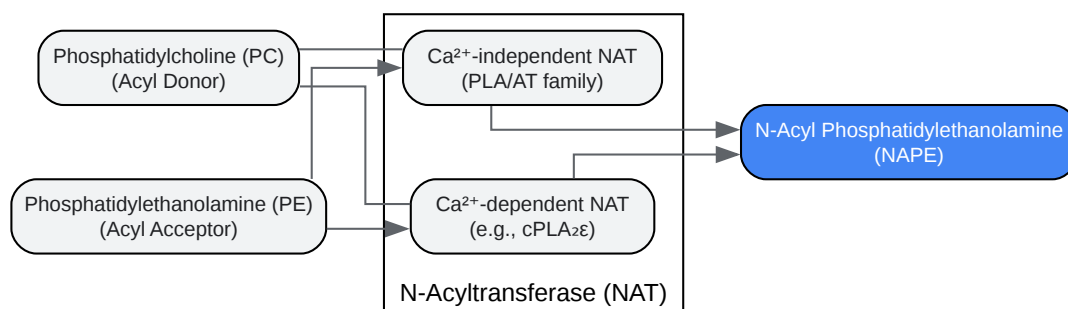 Phosphatidylcholine (PC)
(Acyl Donor)
Ca²⁺-independent NAT
(PLA/AT family)
N-Acyl Phosphatidylethanolamine
(NAPE)
Phosphatidylethanolamine (PE)
(Acyl Acceptor)
Ca²⁺-dependent NAT
(e.g., cPLA₂ε)
N-Acyltransferase (NAT)